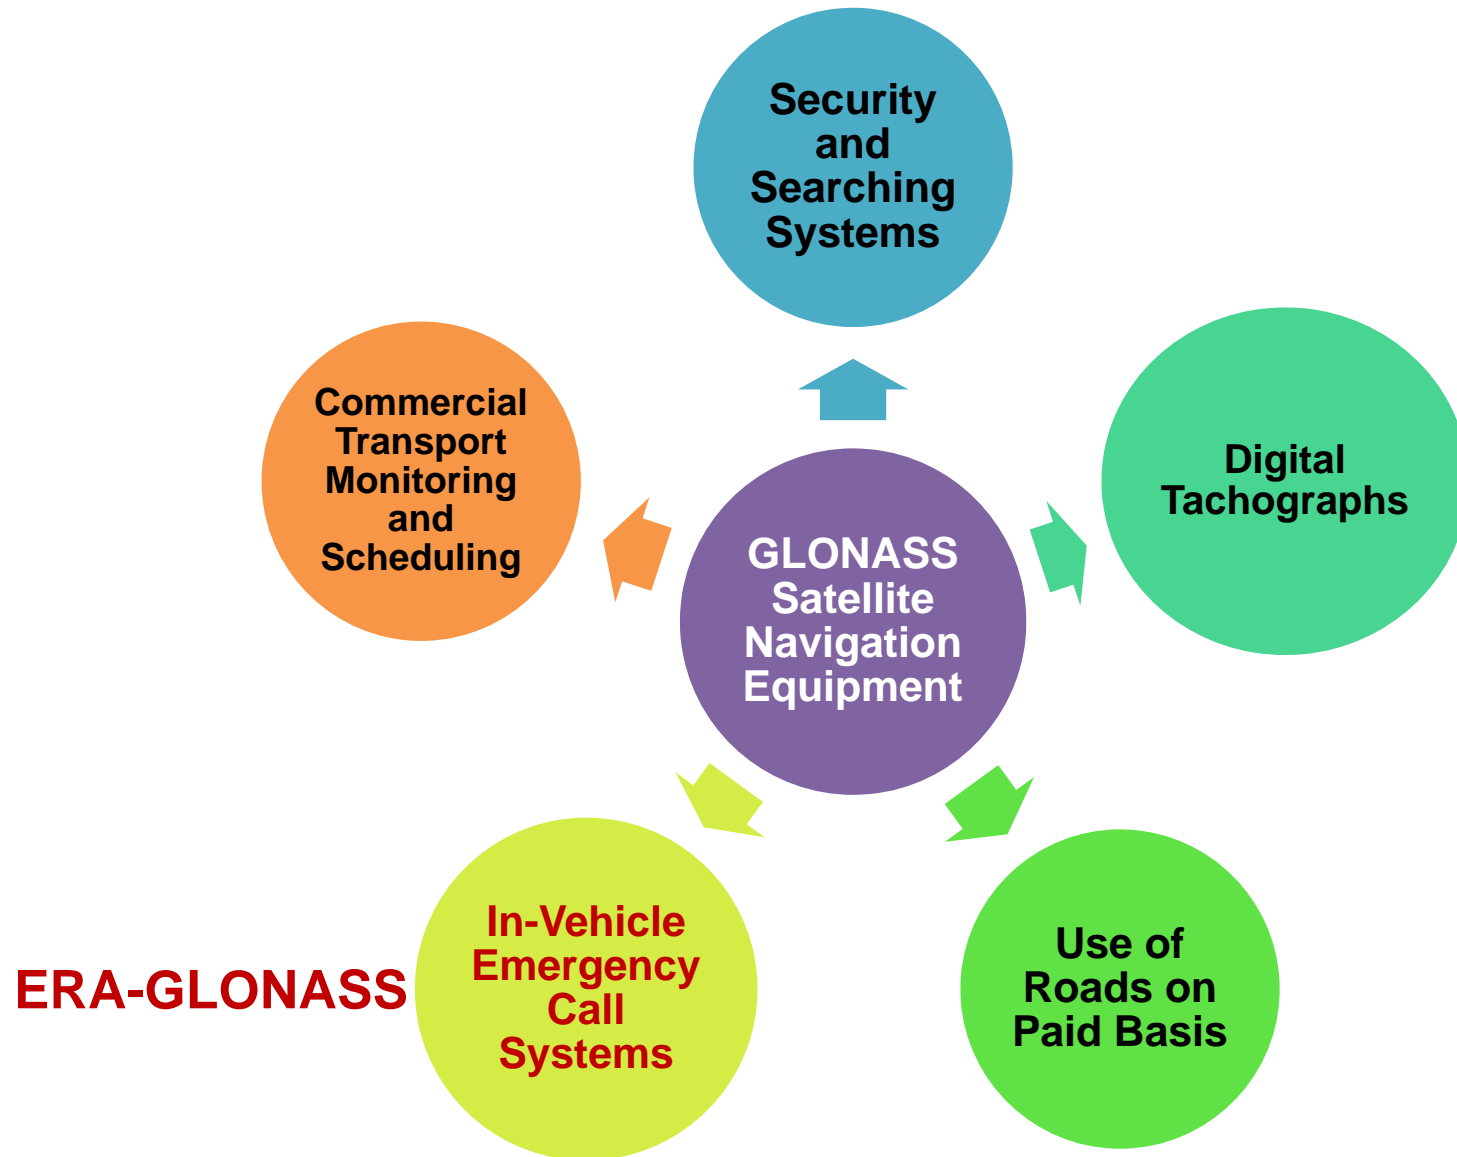 Security
and
Searching
Systems
Commercial
Transport
Monitoring
and
Scheduling
Digital
Tachographs
GLONASS
Satellite
Navigation
Equipment
ERA-GLONASS
In-Vehicle
Emergency
Call
Systems
Use of
Roads on
Paid Basis